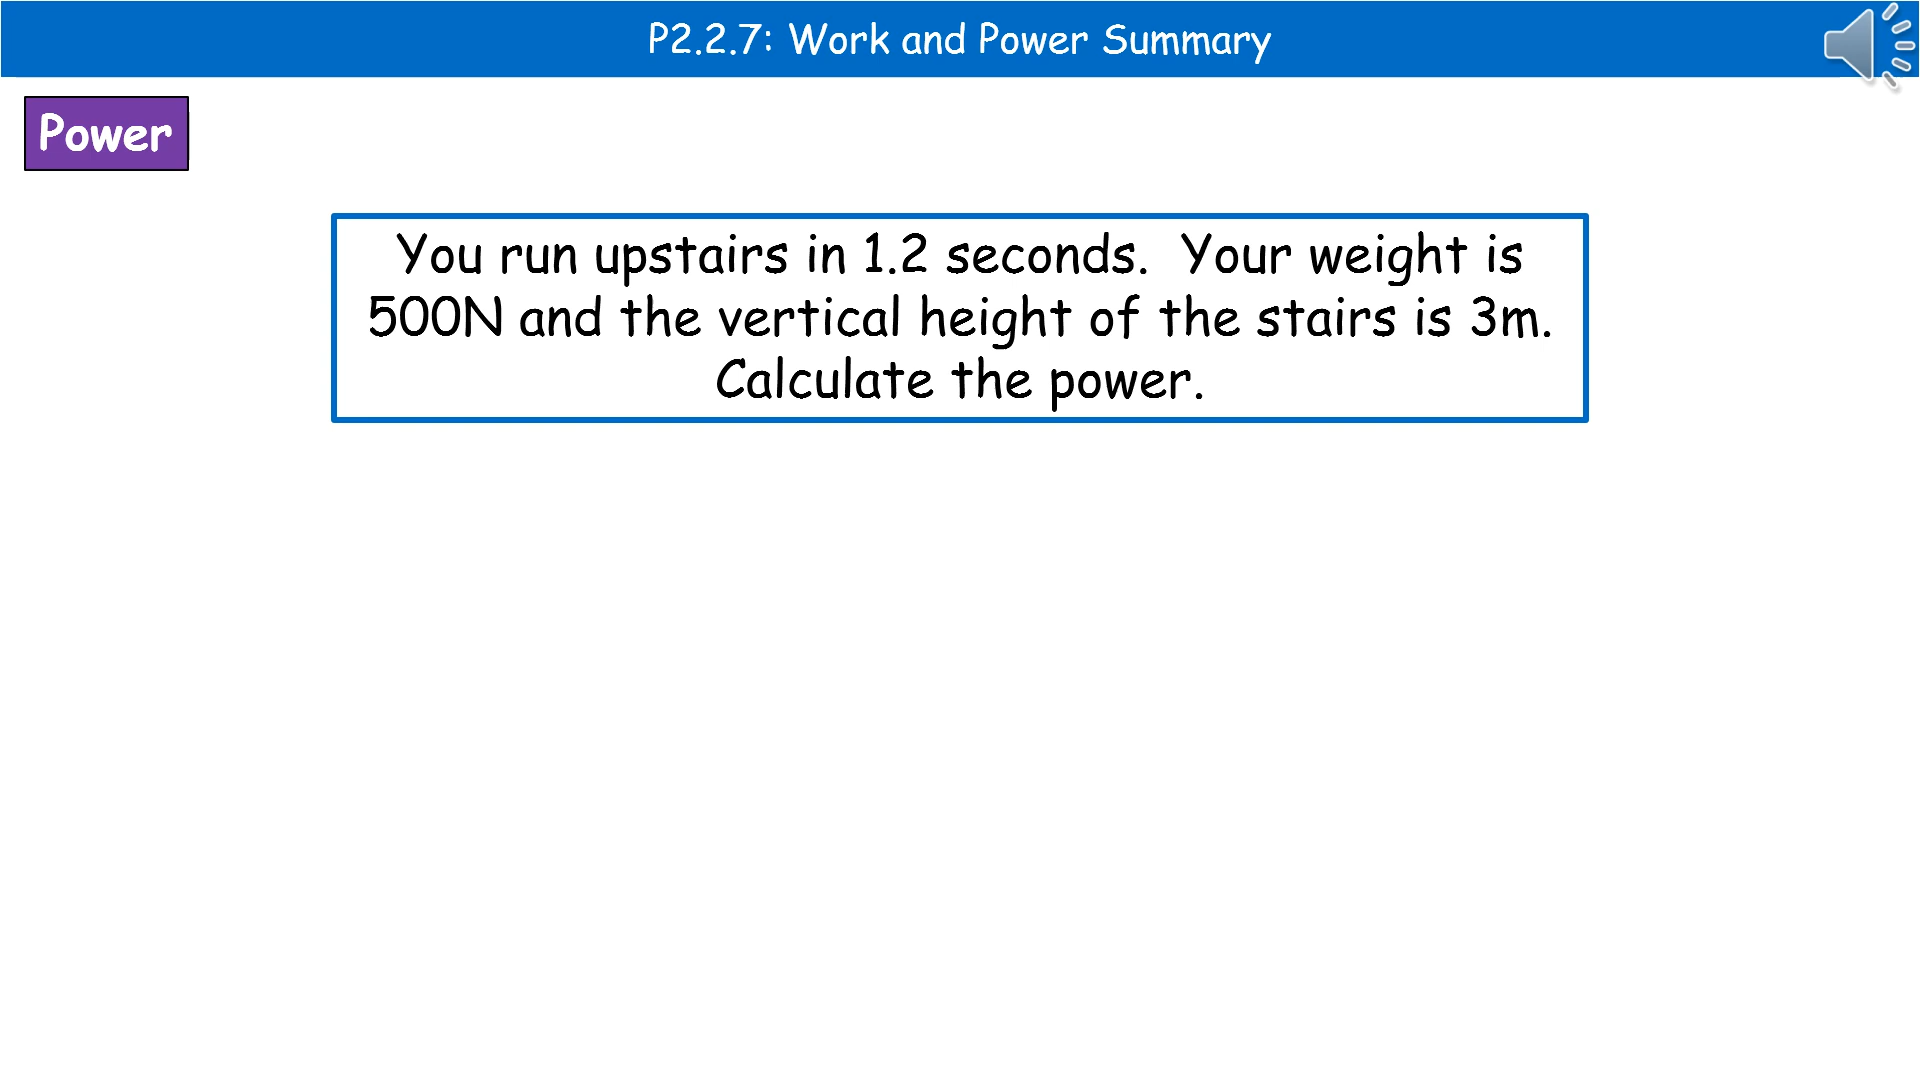 P2.2.7: Work and Power Summary
Power
You run upstairs in 1.2 seconds.  Your weight is
500N and the vertical height of the stairs is 3m.
Calculate the power.